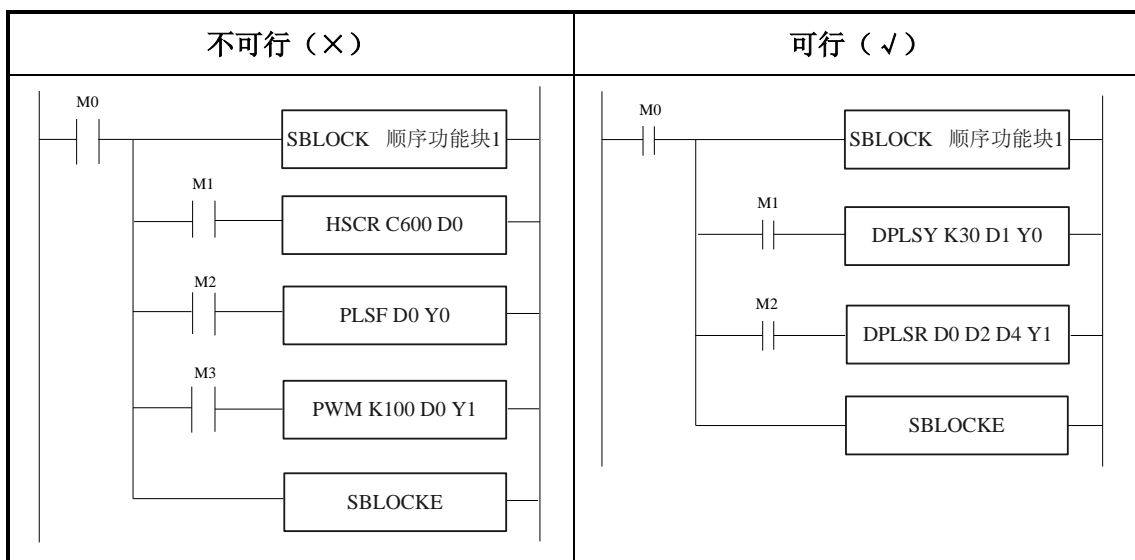 不可行（×）
可行（√）
M0
SBLOCK 顺序功能块1
M1
HSCR C600 D0
M2
PLSF D0 Y0
M3
PWM K100 D0 Y1
SBLOCKE
M0
SBLOCK 顺序功能块1
M1
DPLSY K30 D1 Y0
M2
DPLSR D0 D2 D4 Y1
SBLOCKE